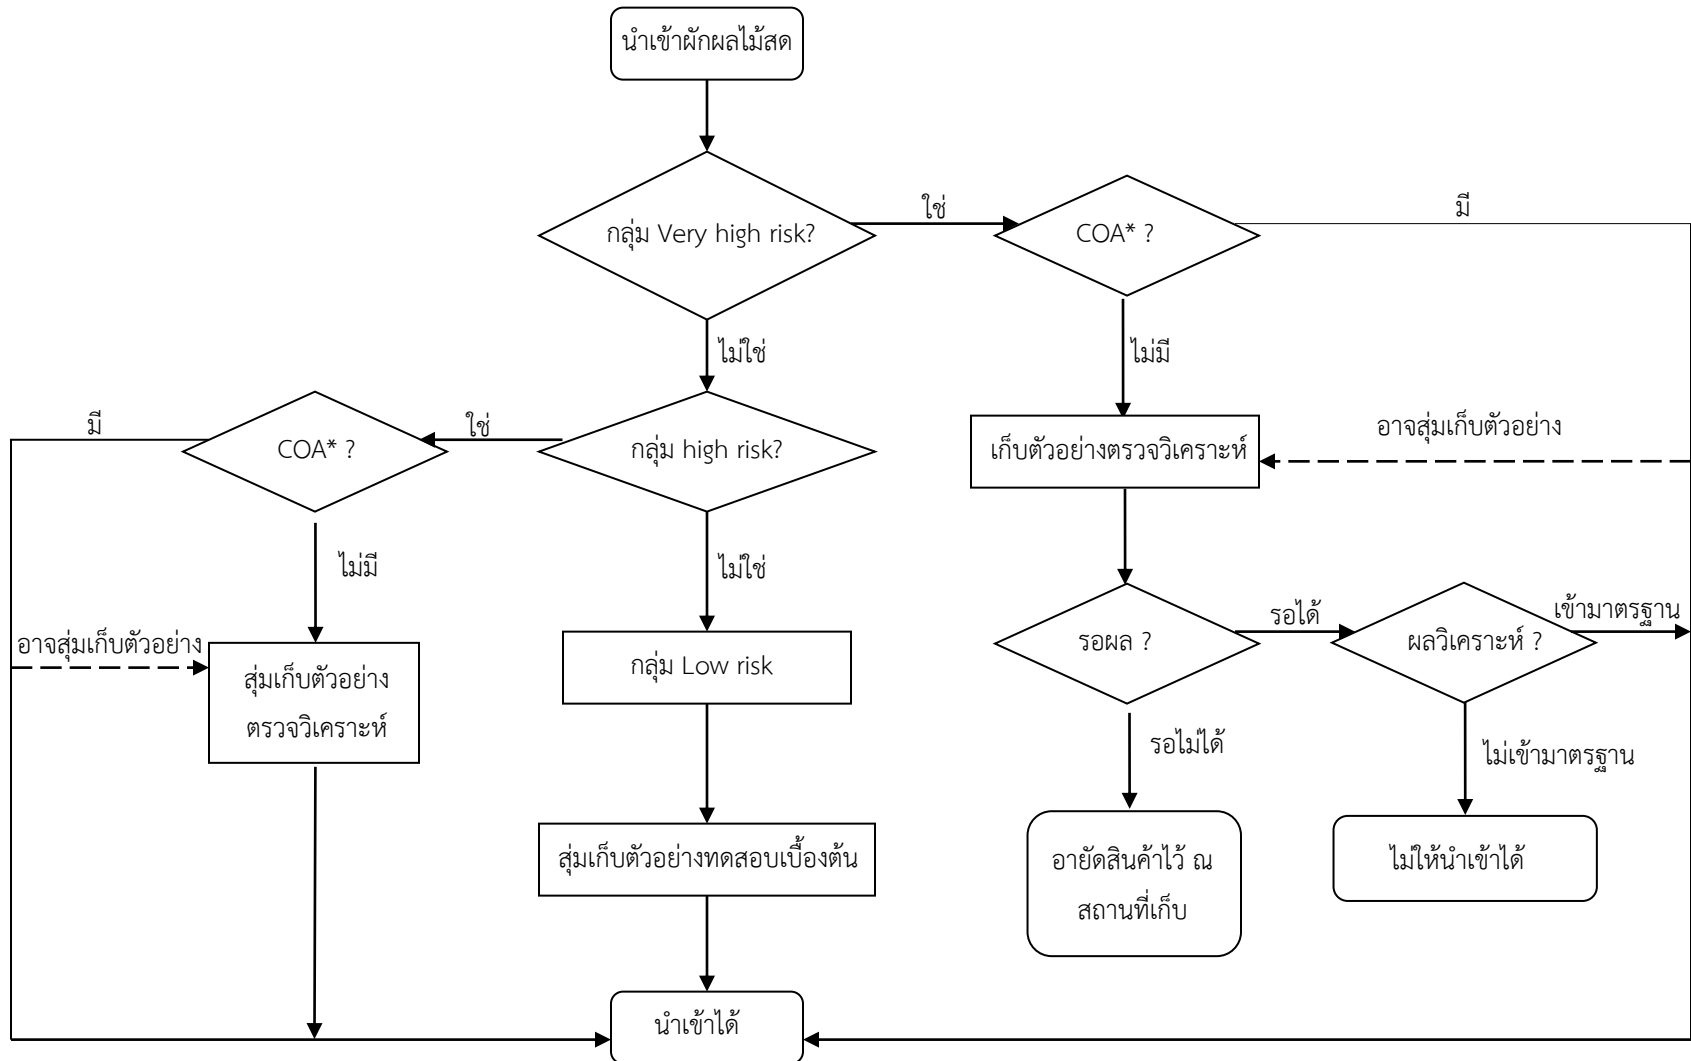 นำเข้าผักผลไม้สด
กลุ่ม Very high risk?
ใช่
COA* ?
มี
ไม่ใช่
ไม่มี
มี
COA* ?
ใช่
กลุ่ม high risk?
เก็บตัวอย่างตรวจวิเคราะห์
อาจสุ่มเก็บตัวอย่าง
ไม่มี
ไม่ใช่
อาจสุ่มเก็บตัวอย่าง
สุ่มเก็บตัวอย่าง
ตรวจวิเคราะห์
กลุ่ม Low risk
รอผล ?
รอได้
ผลวิเคราะห์ ?
เข้ามาตรฐาน
รอไม่ได้
ไม่เข้ามาตรฐาน
สุ่มเก็บตัวอย่างทดสอบเบื้องต้น
อายัดสินค้าไว้ ณ
สถานที่เก็บ
ไม่ให้นำเข้าได้
นำเข้าได้